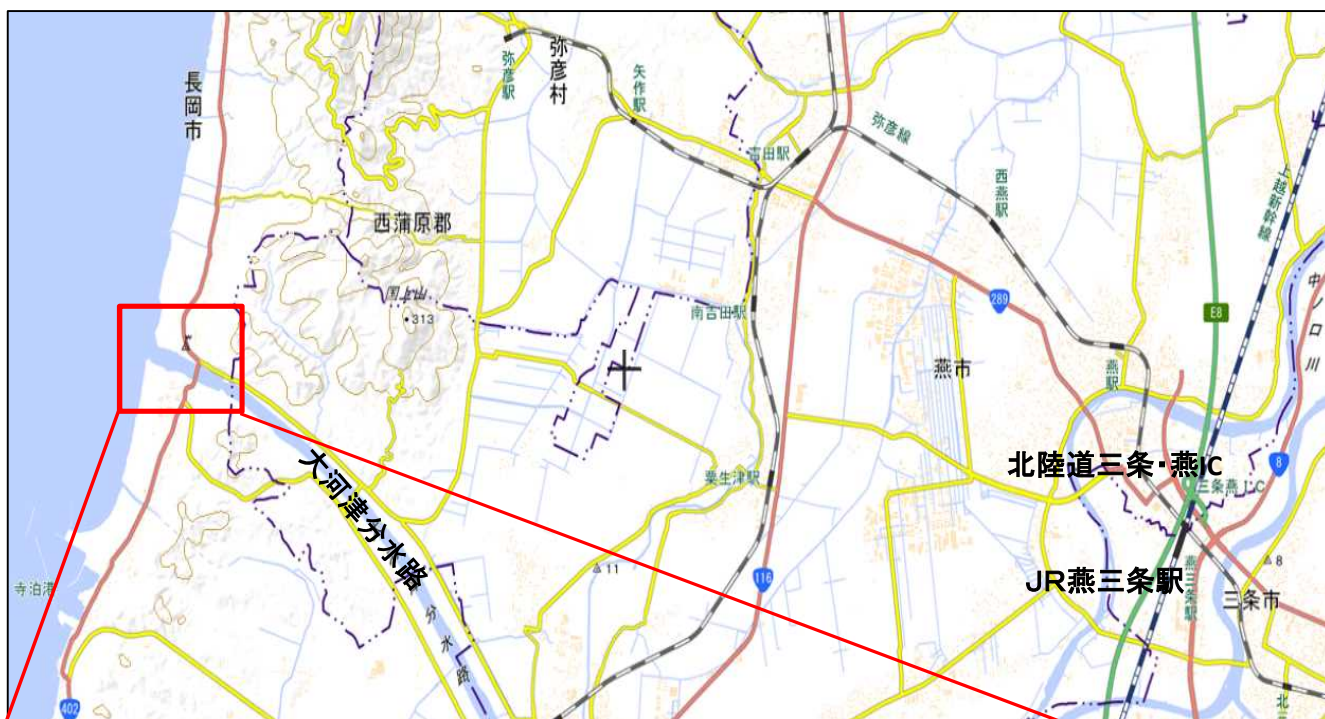 長岡市
弥彦駅
弥彦村
矢作駅
吉田駅
弥彦線
西燕駅
上越新幹線
中ノ口川
西蒲原郡
国上山
313
南吉田駅
289
E8
燕市
燕駅
大河津分水路
粟生津駅
北陸道三条・燕IC
三条燕I.C
8
寺泊港
11
116
JR燕三条駅
燕三条駅
8
三条市
分水路
402
北三